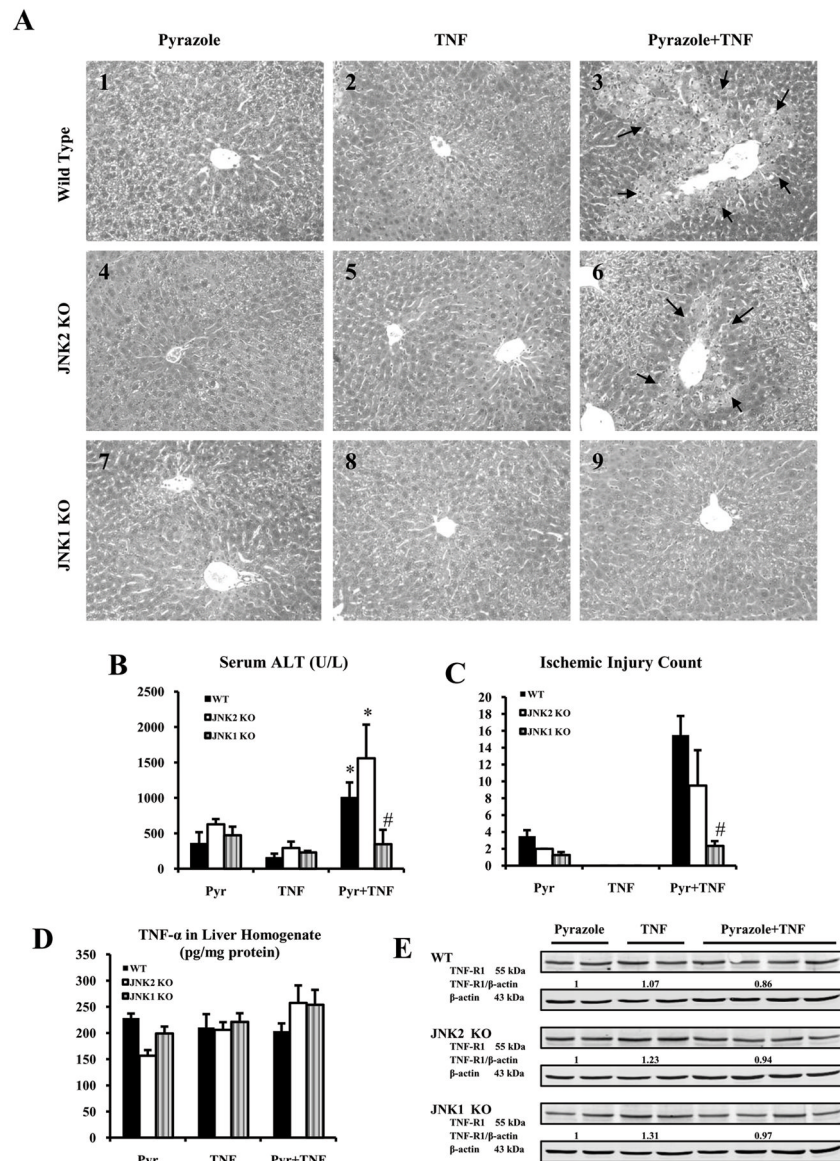 A
Pyrazole TNF Pyrazole+TNF
Wild Type
1 2 3
JNK2 KO
4 5 6
JNK1 KO
7 8 9
B Serum ALT (U/L)
WT
JNK2 KO
JNK1 KO
2500
2000
1500
1000
500
0
* * #
Pyr TNF Pyr+TNF
C Ischemic Injury Count
WT
JNK2 KO
JNK1 KO
20
18
16
14
12
10
8
6
4
2
0
#
Pyr TNF Pyr+TNF
D TNF-α in Liver Homogenate
(pg/mg protein)
WT
JNK2 KO
JNK1 KO
350
300
250
200
150
100
50
0
Pyr TNF Pyr+TNF
E Pyrazole TNF Pyrazole+TNF
WT
TNF-R1 55 kDa
TNF-R1/β-actin 1 1.07 0.86
β-actin 43 kDa
JNK2 KO
TNF-R1 55 kDa
TNF-R1/β-actin 1 1.23 0.94
β-actin 43 kDa
JNK1 KO
TNF-R1 55 kDa
TNF-R1/β-actin 1 1.31 0.97
β-actin 43 kDa